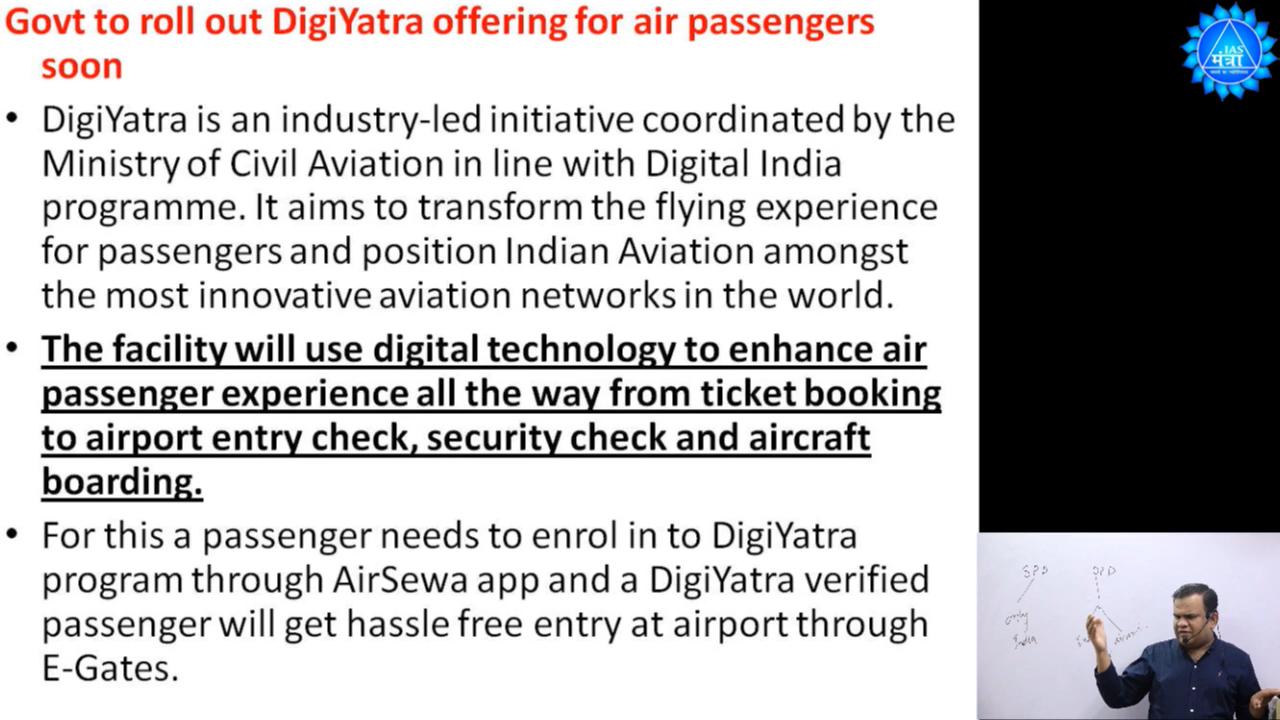 Govt to roll out DigiYatra offering for air passengers
soon
• DigiYatra is an industry-led initiative coordinated by the
Ministry of Civil Aviation in line with Digital India
programme. It aims to transform the flying experience
for passengers and position Indian Aviation amongst
the most innovative aviation networks in the world.
• The facility will use digital technology to enhance air
passenger experience all the way from ticket booking
to airport entry check, security check and aircraft
boarding.
• For this a passenger needs to enrol in to DigiYatra
program through AirSewa app and a DigiYatra verified
passenger will get hassle free entry at airport through
E-Gates.
IAS
मंत्रा
India